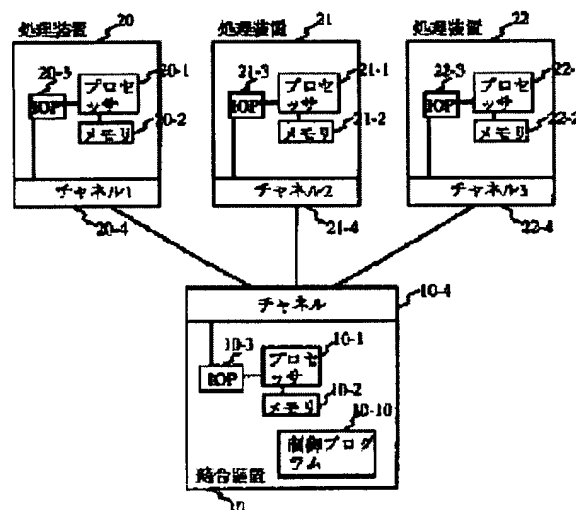 処理装置 20
処理装置 21
処理装置 22
20-3
20-1
IOP
プロセ
ッサ
20-2
メモリ
チャネル1
20-4
21-3
21-1
IOP
プロセ
ッサ
21-2
メモリ
チャネル2
21-4
22-3
22-
IOP
プロセ
ッサ
22-2
メモリ
チャネル3
22-4
チャネル
10-4
10-3
10-1
IOP
プロセ
ッサ
10-2
メモリ
10-10
制御プログ
ラム
結合装置